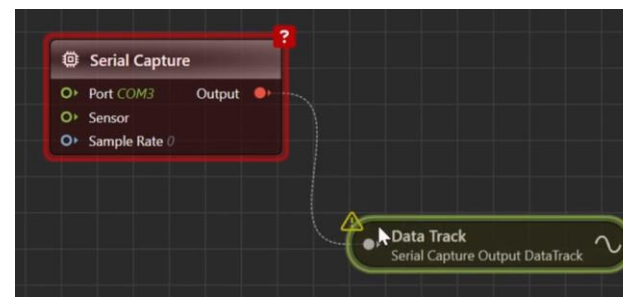 ?
Serial Capture
Port COM3 Output
Sensor
Sample Rate 0
Data Track
Serial Capture Output DataTrack